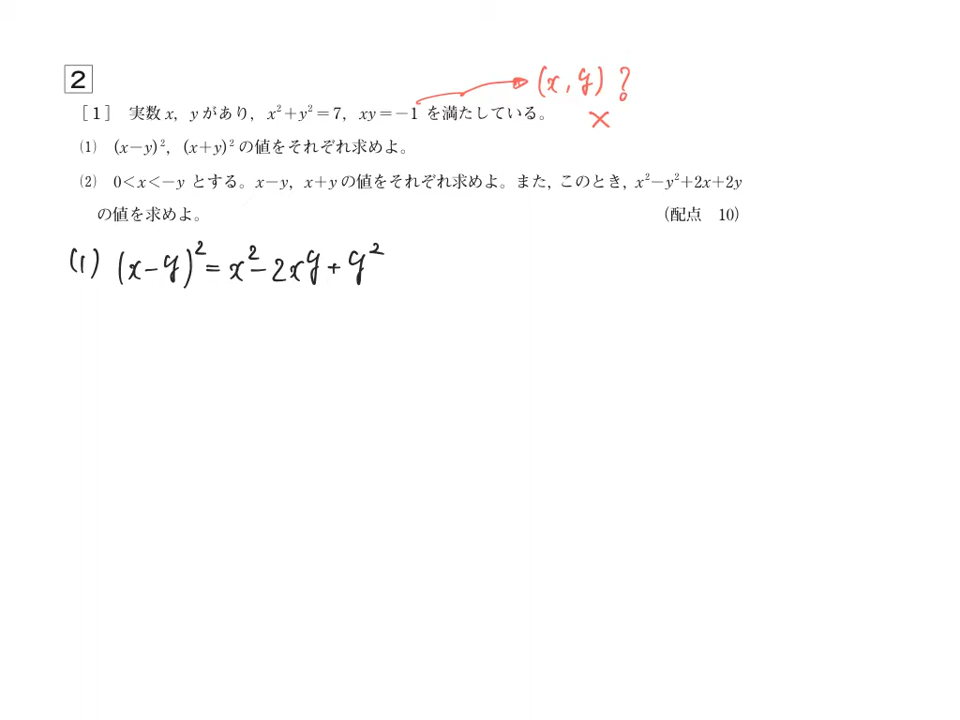 2
(x, y) ?
[1] 実数 x, y があり, x²+y²=7, xy=−1 を満たしている。
×
(1) (x−y)², (x+y)² の値をそれぞれ求めよ。
(2) 0<x<−y とする。x−y, x+y の値をそれぞれ求めよ。また, このとき, x²−y²+2x+2y
の値を求めよ。 (配点 10)
(1) (x−y)² = x²−2xy+y²